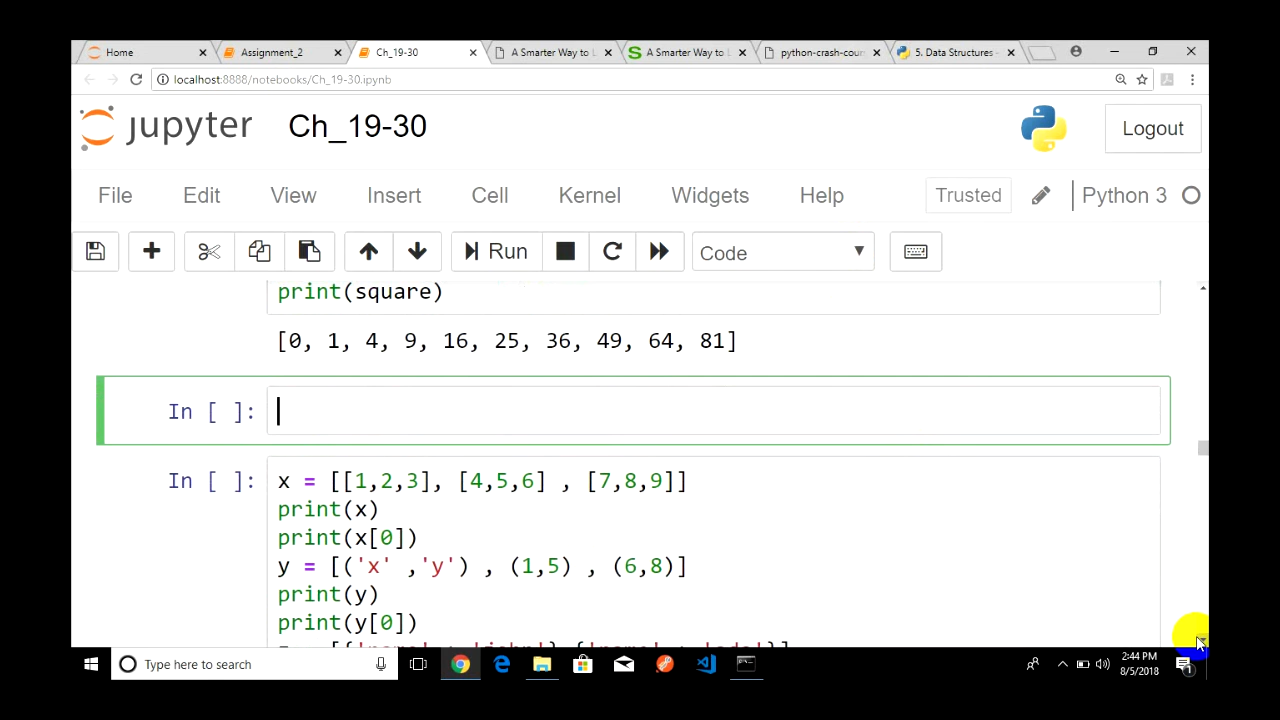 Home
Assignment_2
Ch_19-30
A Smarter Way to L
A Smarter Way to L
python-crash-cour
5. Data Structures -
localhost:8888/notebooks/Ch_19-30.ipynb
jupyter Ch_19-30
Logout
File Edit View Insert Cell Kernel Widgets Help
Trusted
Python 3
Run
Code
print(square)
[0, 1, 4, 9, 16, 25, 36, 49, 64, 81]
In [ ]:
In [ ]:
x = [[1,2,3], [4,5,6] , [7,8,9]]
print(x)
print(x[0])
y = [('x' ,'y') , (1,5) , (6,8)]
print(y)
print(y[0])
Type here to search
2:44 PM
8/5/2018
1